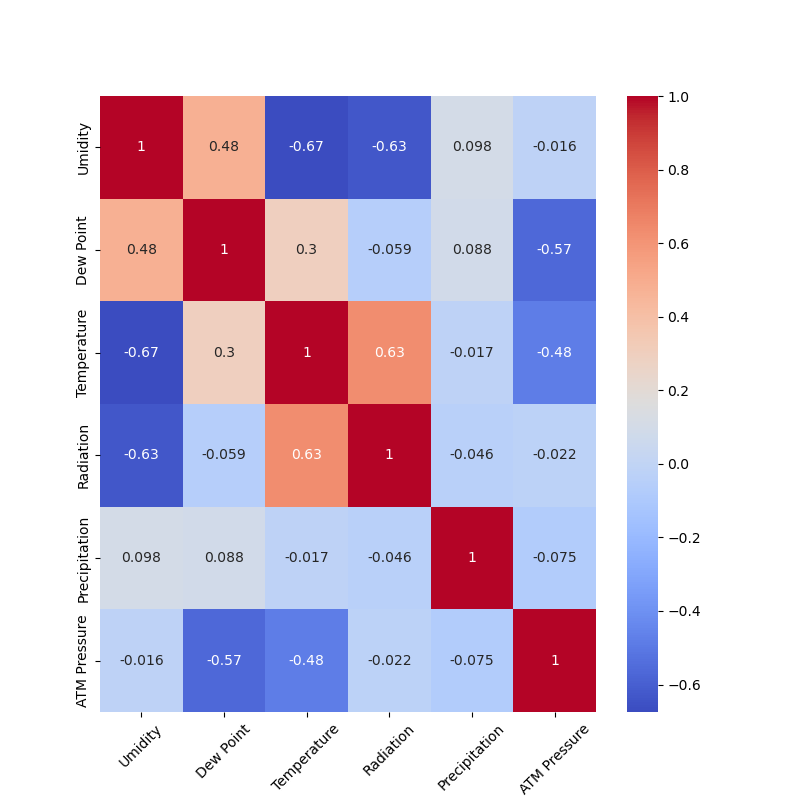 Umidity 1 0.48 -0.67 -0.63 0.098 -0.016
Dew Point 0.48 1 0.3 -0.059 0.088 -0.57
Temperature -0.67 0.3 1 0.63 -0.017 -0.48
Radiation -0.63 -0.059 0.63 1 -0.046 -0.022
Precipitation 0.098 0.088 -0.017 -0.046 1 -0.075
ATM Pressure -0.016 -0.57 -0.48 -0.022 -0.075 1
Umidity Dew Point Temperature Radiation Precipitation ATM Pressure
1.0
0.8
0.6
0.4
0.2
0.0
−0.2
−0.4
−0.6